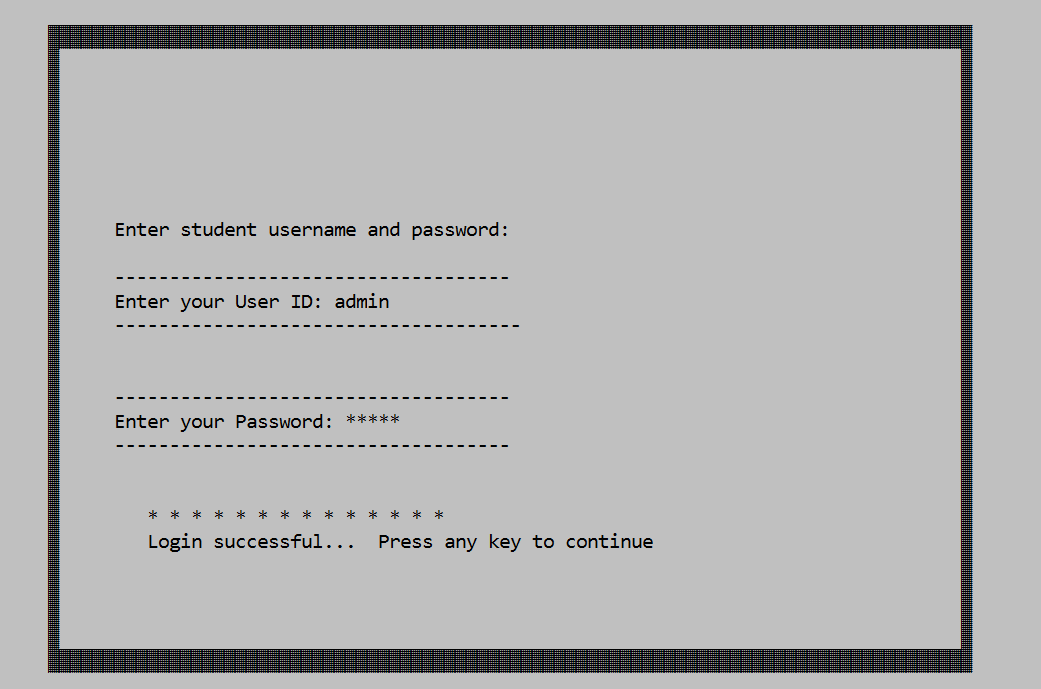 Enter student username and password:
------------------------------------
Enter your User ID: admin
-------------------------------------
------------------------------------
Enter your Password: *****
------------------------------------
* * * * * * * * * * * * * *
Login successful...  Press any key to continue